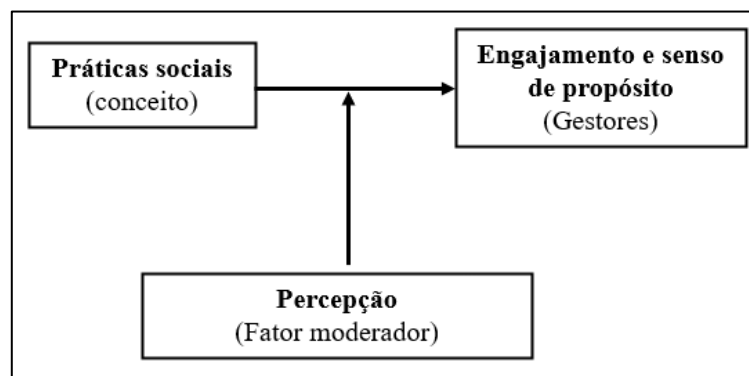 Práticas sociais
(conceito)
Engajamento e senso
de propósito
(Gestores)
Percepção
(Fator moderador)